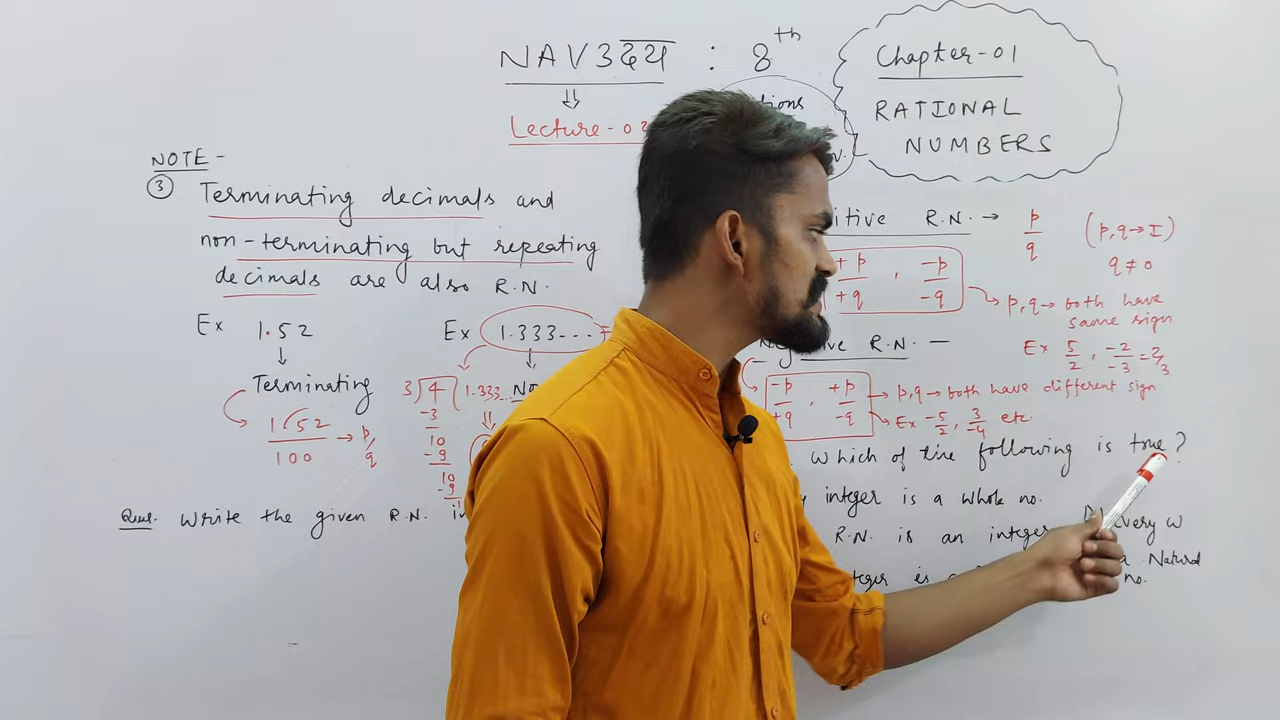 NAV उदय : 8th
Lecture-02
Chapter-01
RATIONAL
NUMBERS
NOTE -
③ Terminating decimals and
non-terminating but repeating
decimals are also R.N.
Ex 1.52
↓
Terminating
152
100
→ p/q
Ex 1.333...
3)4(1.333..
-3
10
-9
10
-9
1
Ques. Write the given R.N.
R.N. → p/q (p,q→I)
q≠0
+p/+q , -p/-q
p,q → both have
same sign
Ex 5/2 , -2/-3 = 2/3
Negative R.N. —
-p/+q , +p/-q → p,q → both have different sign
Ex -5/2 , 3/-4 etc.
Which of the following is true?
integer is a whole no.
R.N. is an integer
is a
every w
a Natural
no.